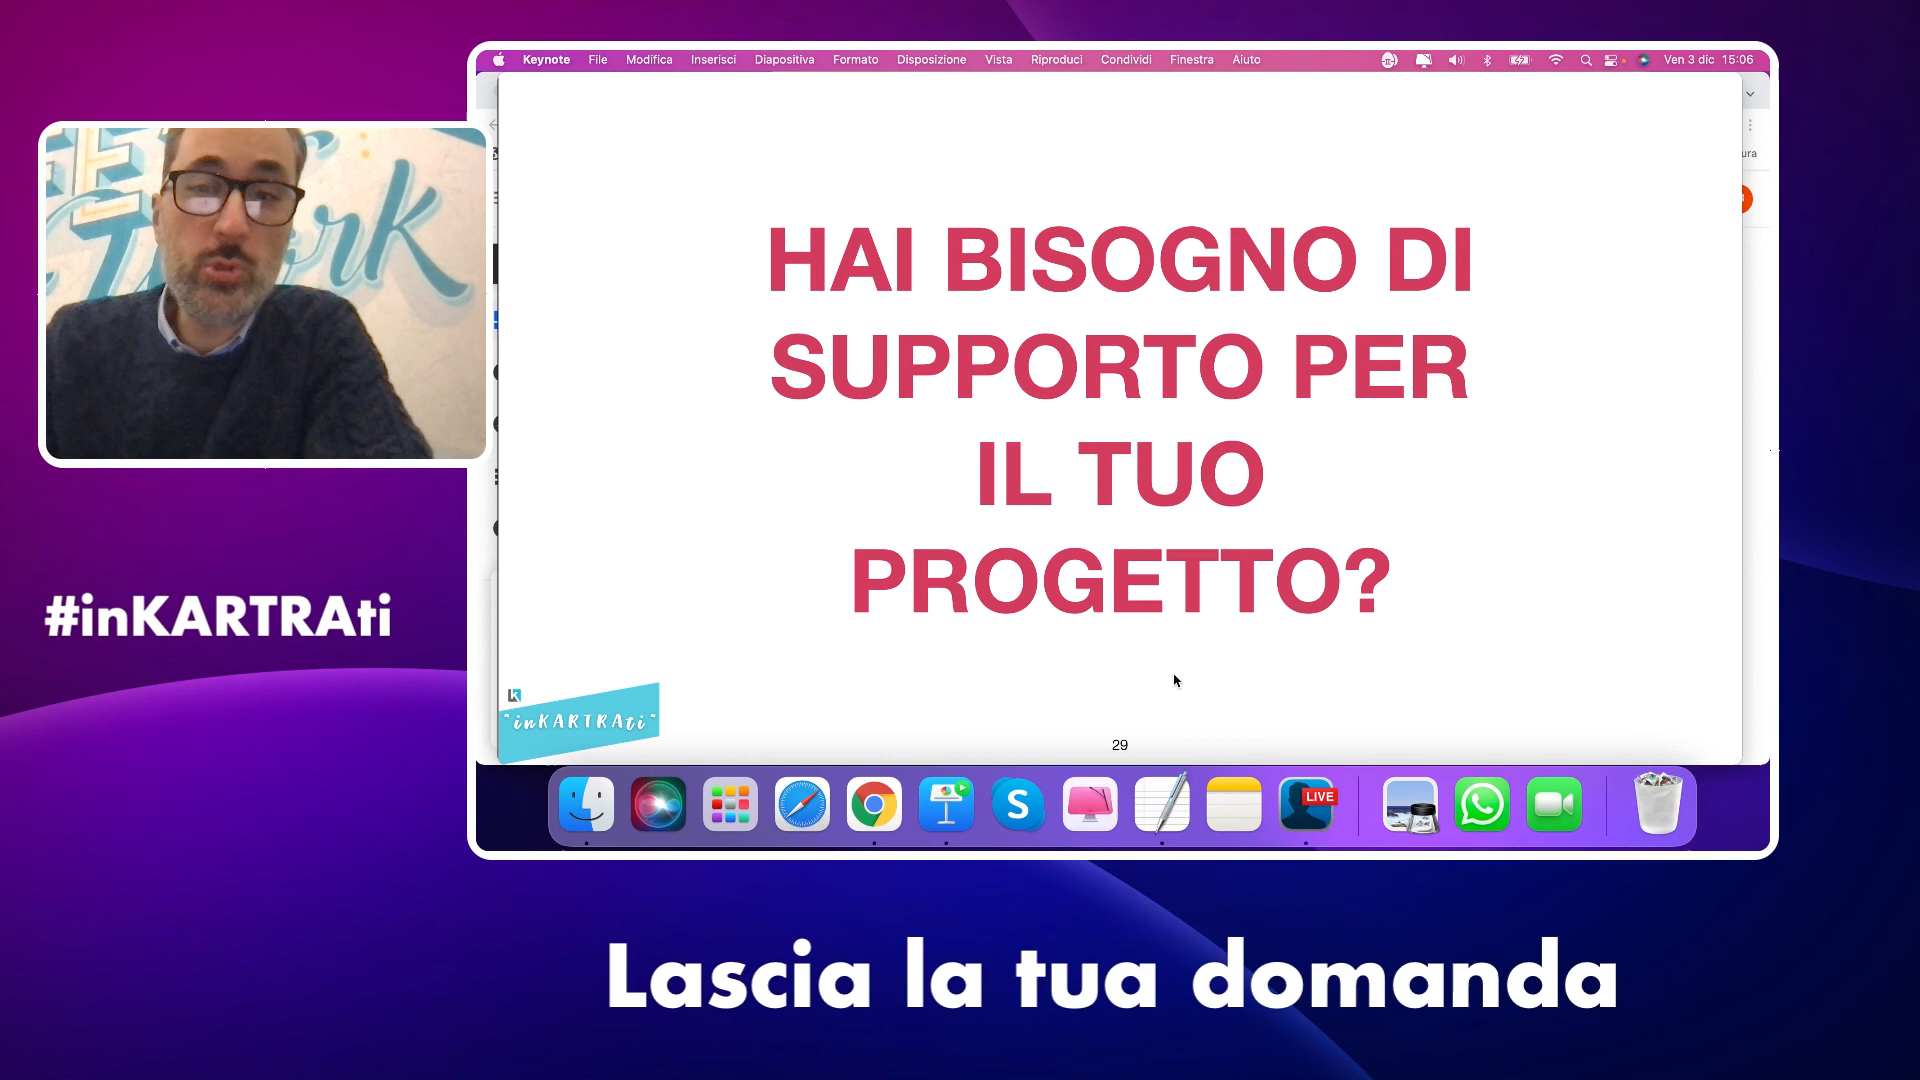 Keynote File Modifica Inserisci Diapositiva Formato Disposizione Vista Riproduci Condividi Finestra Aiuto Ven 3 dic 15:06
ura
HAI BISOGNO DI
SUPPORTO PER
IL TUO
PROGETTO?
"inKARTRAti"
29
#inKARTRAti
S
LIVE
Lascia la tua domanda